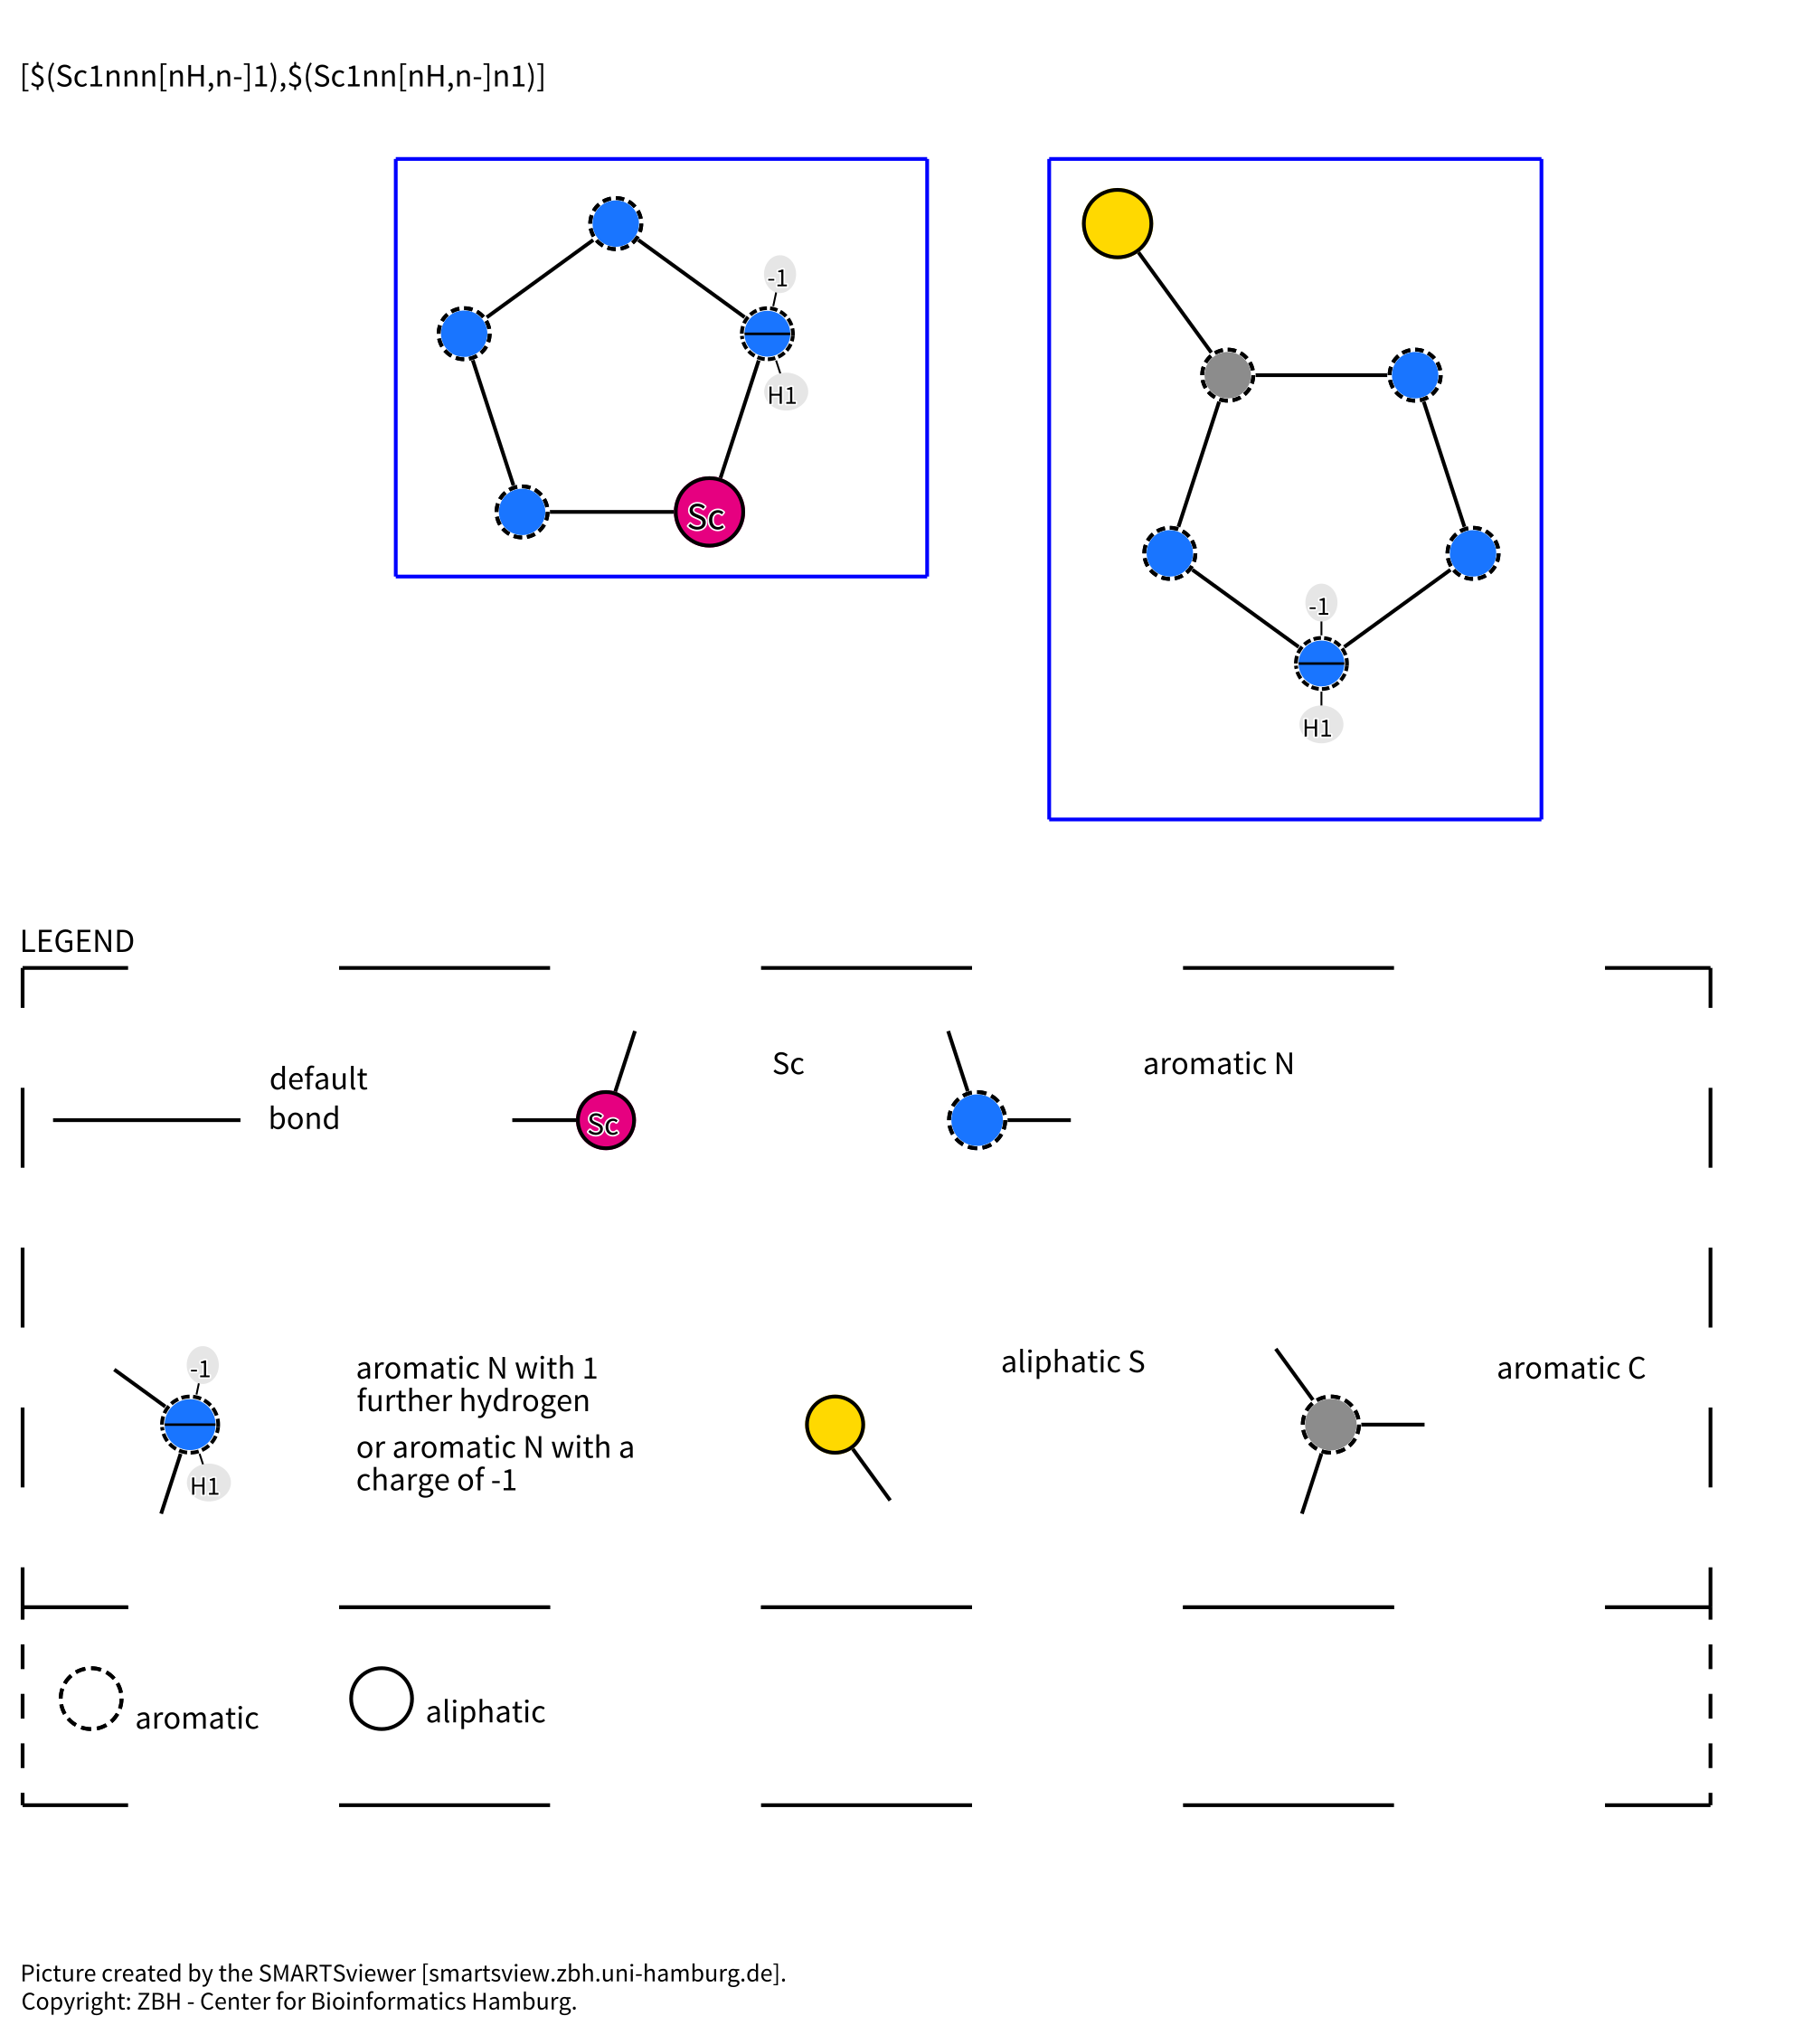 [$(Sc1nnn[nH,n-]1),$(Sc1nn[nH,n-]n1)]
-1
H1
Sc
-1
H1
LEGEND
default
bond
Sc
Sc
aromatic N
-1
H1
aromatic N with 1
further hydrogen
or aromatic N with a
charge of -1
aliphatic S
aromatic C
aromatic
aliphatic
Picture created by the SMARTSviewer [smartsview.zbh.uni-hamburg.de].
Copyright: ZBH - Center for Bioinformatics Hamburg.